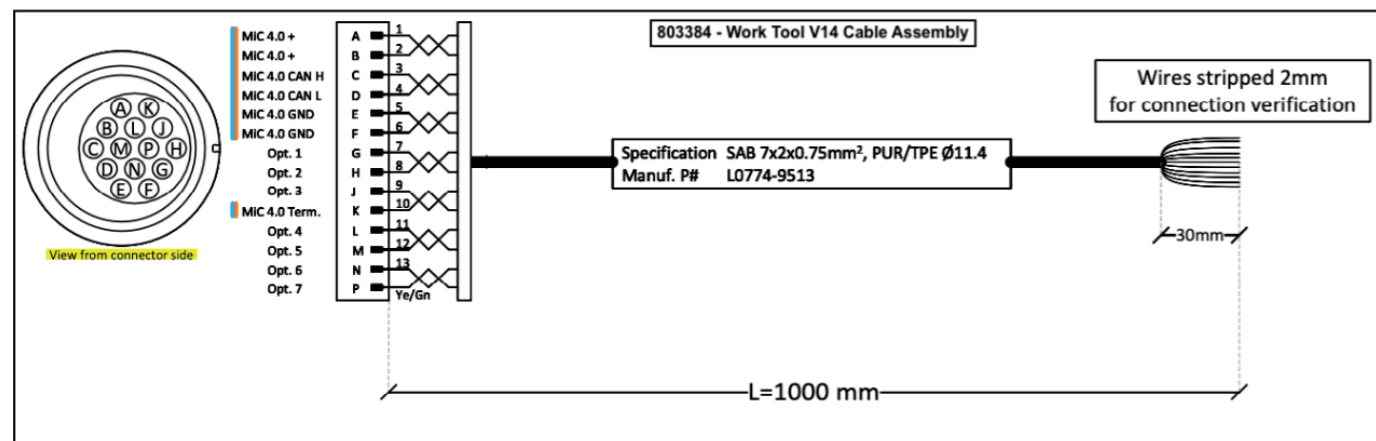 803384 - Work Tool V14 Cable Assembly
MiC 4.0 + A 1
MiC 4.0 + B 2
MiC 4.0 CAN H C 3
MiC 4.0 CAN L D 4
MiC 4.0 GND E 5
MiC 4.0 GND F 6
Opt. 1 G 7
Opt. 2 H 8
Opt. 3 J 9
MiC 4.0 Term. K 10
Opt. 4 L 11
Opt. 5 M 12
Opt. 6 N 13
Opt. 7 P Ye/Gn
A K
B L J
C M P H
D N G
E F
View from connector side
Specification SAB 7x2x0.75mm², PUR/TPE Ø11.4
Manuf. P# L0774-9513
Wires stripped 2mm
for connection verification
30mm
L=1000 mm